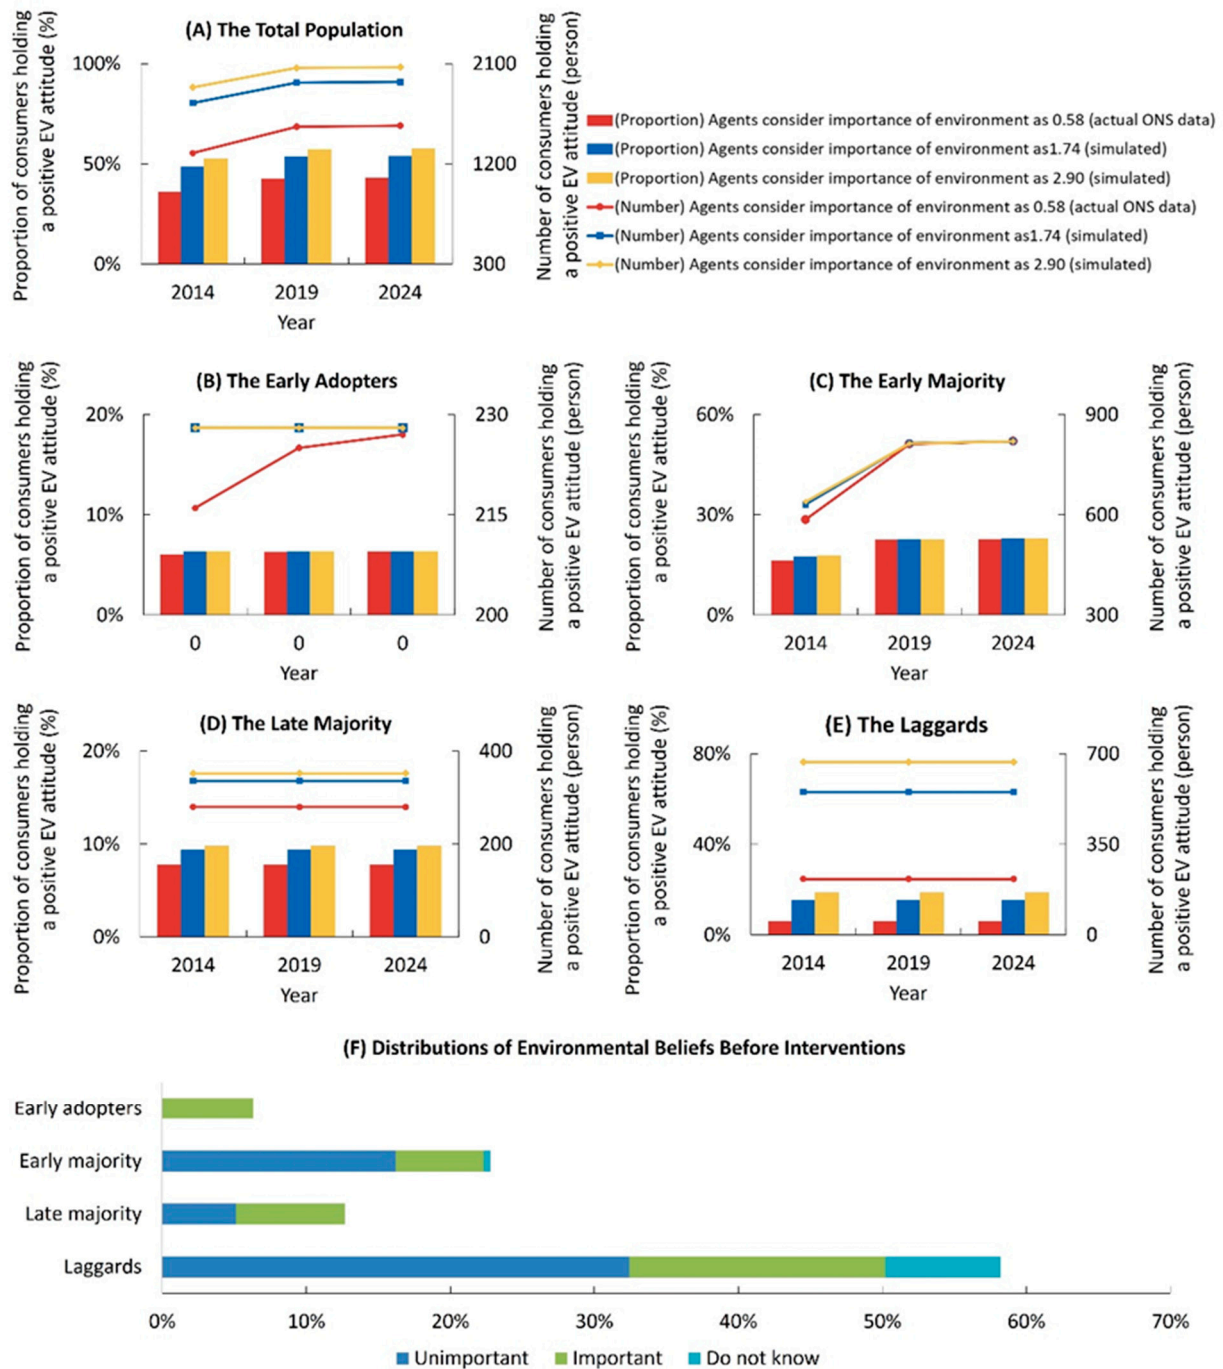 (A) The Total Population
Proportion of consumers holding
a positive EV attitude (%)
100%
50%
0%
2100
1200
300
Number of consumers holding
a positive EV attitude (person)
2014 2019 2024
Year
(Proportion) Agents consider importance of environment as 0.58 (actual ONS data)
(Proportion) Agents consider importance of environment as1.74 (simulated)
(Proportion) Agents consider importance of environment as 2.90 (simulated)
(Number) Agents consider importance of environment as 0.58 (actual ONS data)
(Number) Agents consider importance of environment as1.74 (simulated)
(Number) Agents consider importance of environment as 2.90 (simulated)
(B) The Early Adopters
Proportion of consumers holding
a positive EV attitude (%)
20%
10%
0%
230
215
200
Number of consumers holding
a positive EV attitude (person)
0 0 0
Year
(C) The Early Majority
Proportion of consumers holding
a positive EV attitude (%)
60%
30%
0%
900
600
300
Number of consumers holding
a positive EV attitude (person)
2014 2019 2024
Year
(D) The Late Majority
Proportion of consumers holding
a positive EV attitude (%)
20%
10%
0%
400
200
0
Number of consumers holding
a positive EV attitude (person)
2014 2019 2024
Year
(E) The Laggards
Proportion of consumers holding
a positive EV attitude (%)
80%
40%
0%
700
350
0
Number of consumers holding
a positive EV attitude (person)
2014 2019 2024
Year
(F) Distributions of Environmental Beliefs Before Interventions
Early adopters
Early majority
Late majority
Laggards
0% 10% 20% 30% 40% 50% 60% 70%
Unimportant Important Do not know